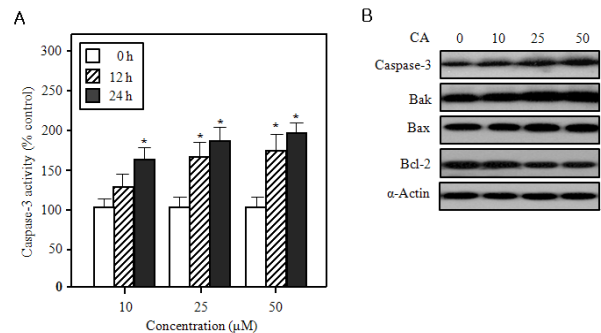 A
Caspase-3 activity (% control)
300
250
200
150
100
50
0
0 h
12 h
24 h
*
* *
* *
10 25 50
Concentration (μM)
B
CA 0 10 25 50
Caspase-3
Bak
Bax
Bcl-2
α-Actin